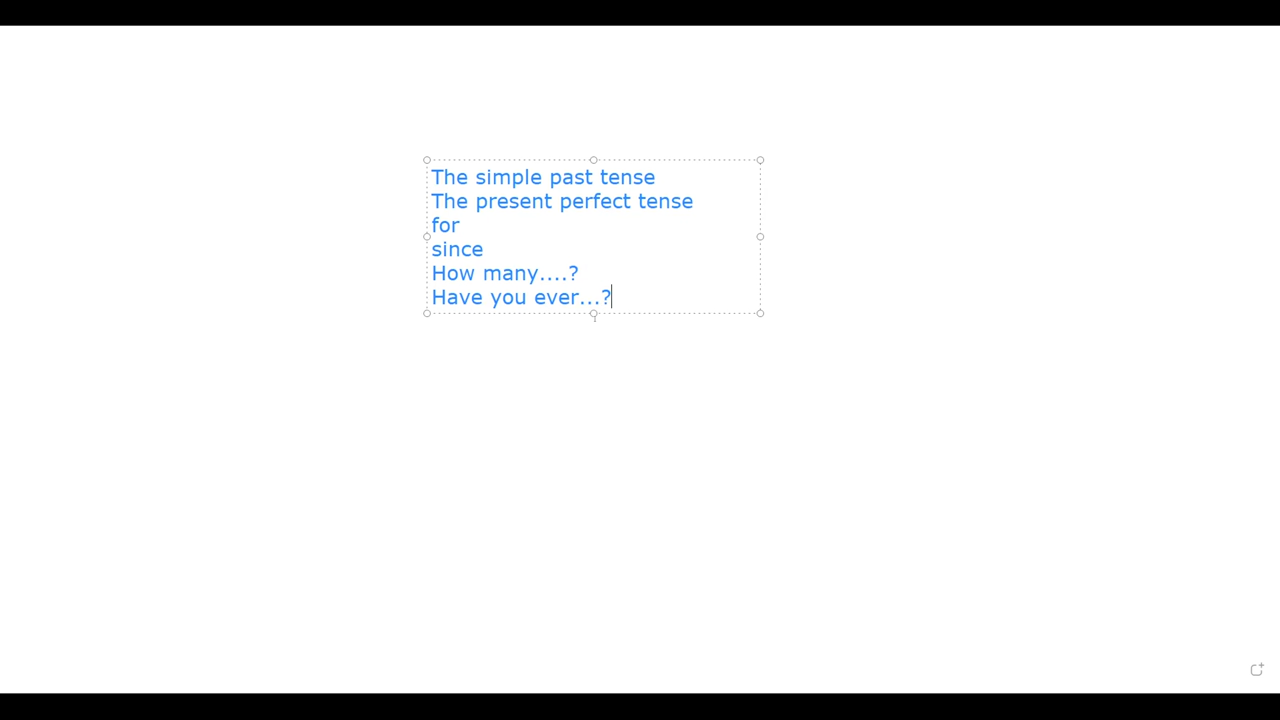 The simple past tense
The present perfect tense
for
since
How many....?
Have you ever...?